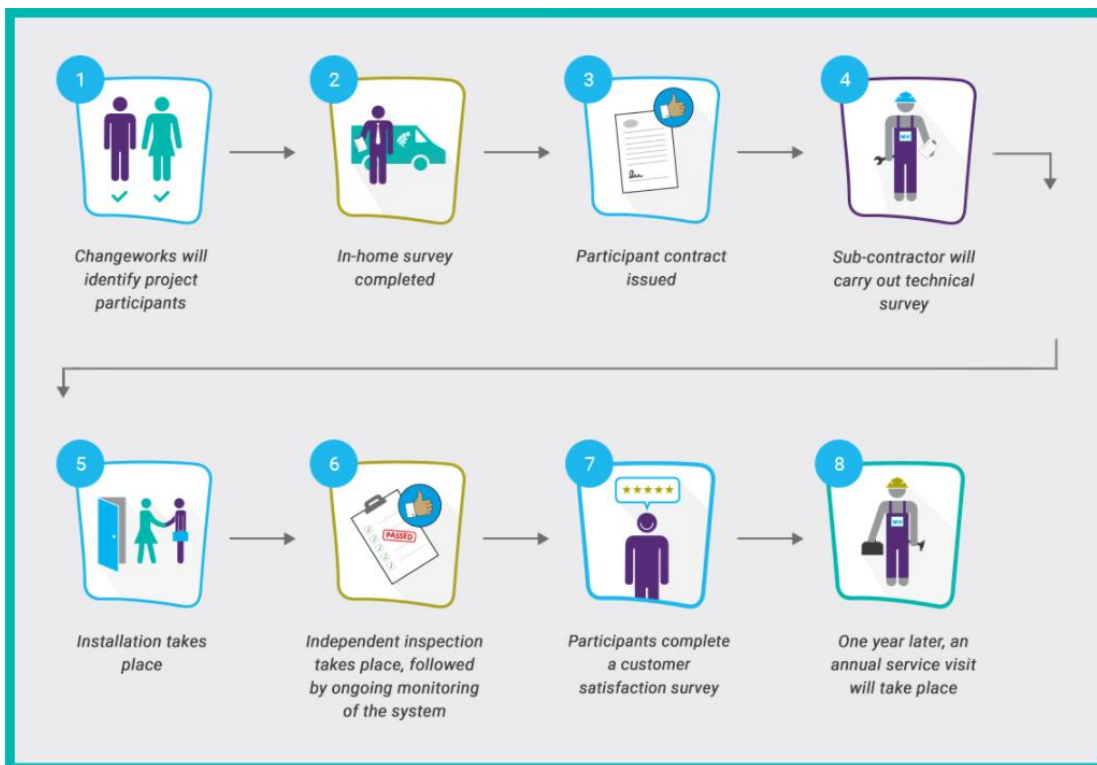 1
Changeworks will
identify project
participants
2
In-home survey
completed
3
Participant contract
issued
4
Sub-contractor will
carry out technical
survey
5
Installation takes
place
6
PASSED
Independent inspection
takes place, followed
by ongoing monitoring
of the system
7
Participants complete
a customer
satisfaction survey
8
One year later, an
annual service visit
will take place